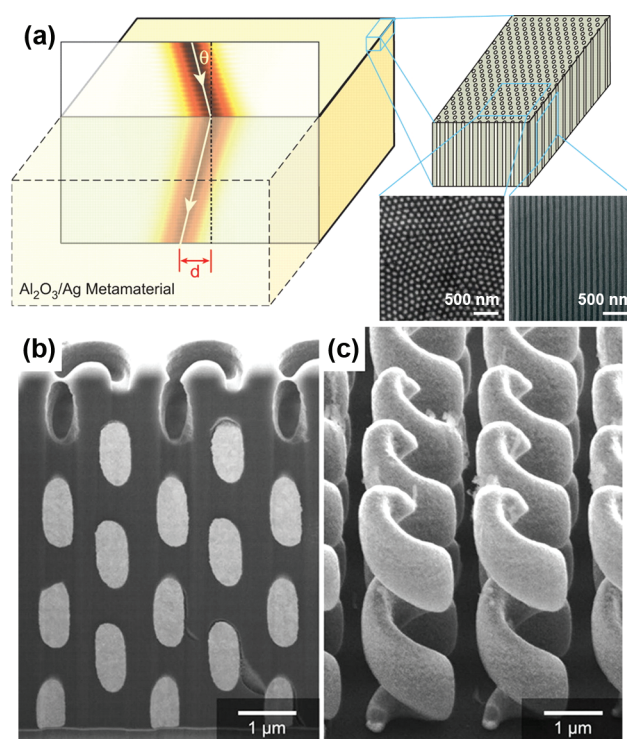 (a)
θ
d
Al₂O₃/Ag Metamaterial
500 nm
500 nm
(b)
(c)
1 µm
1 µm